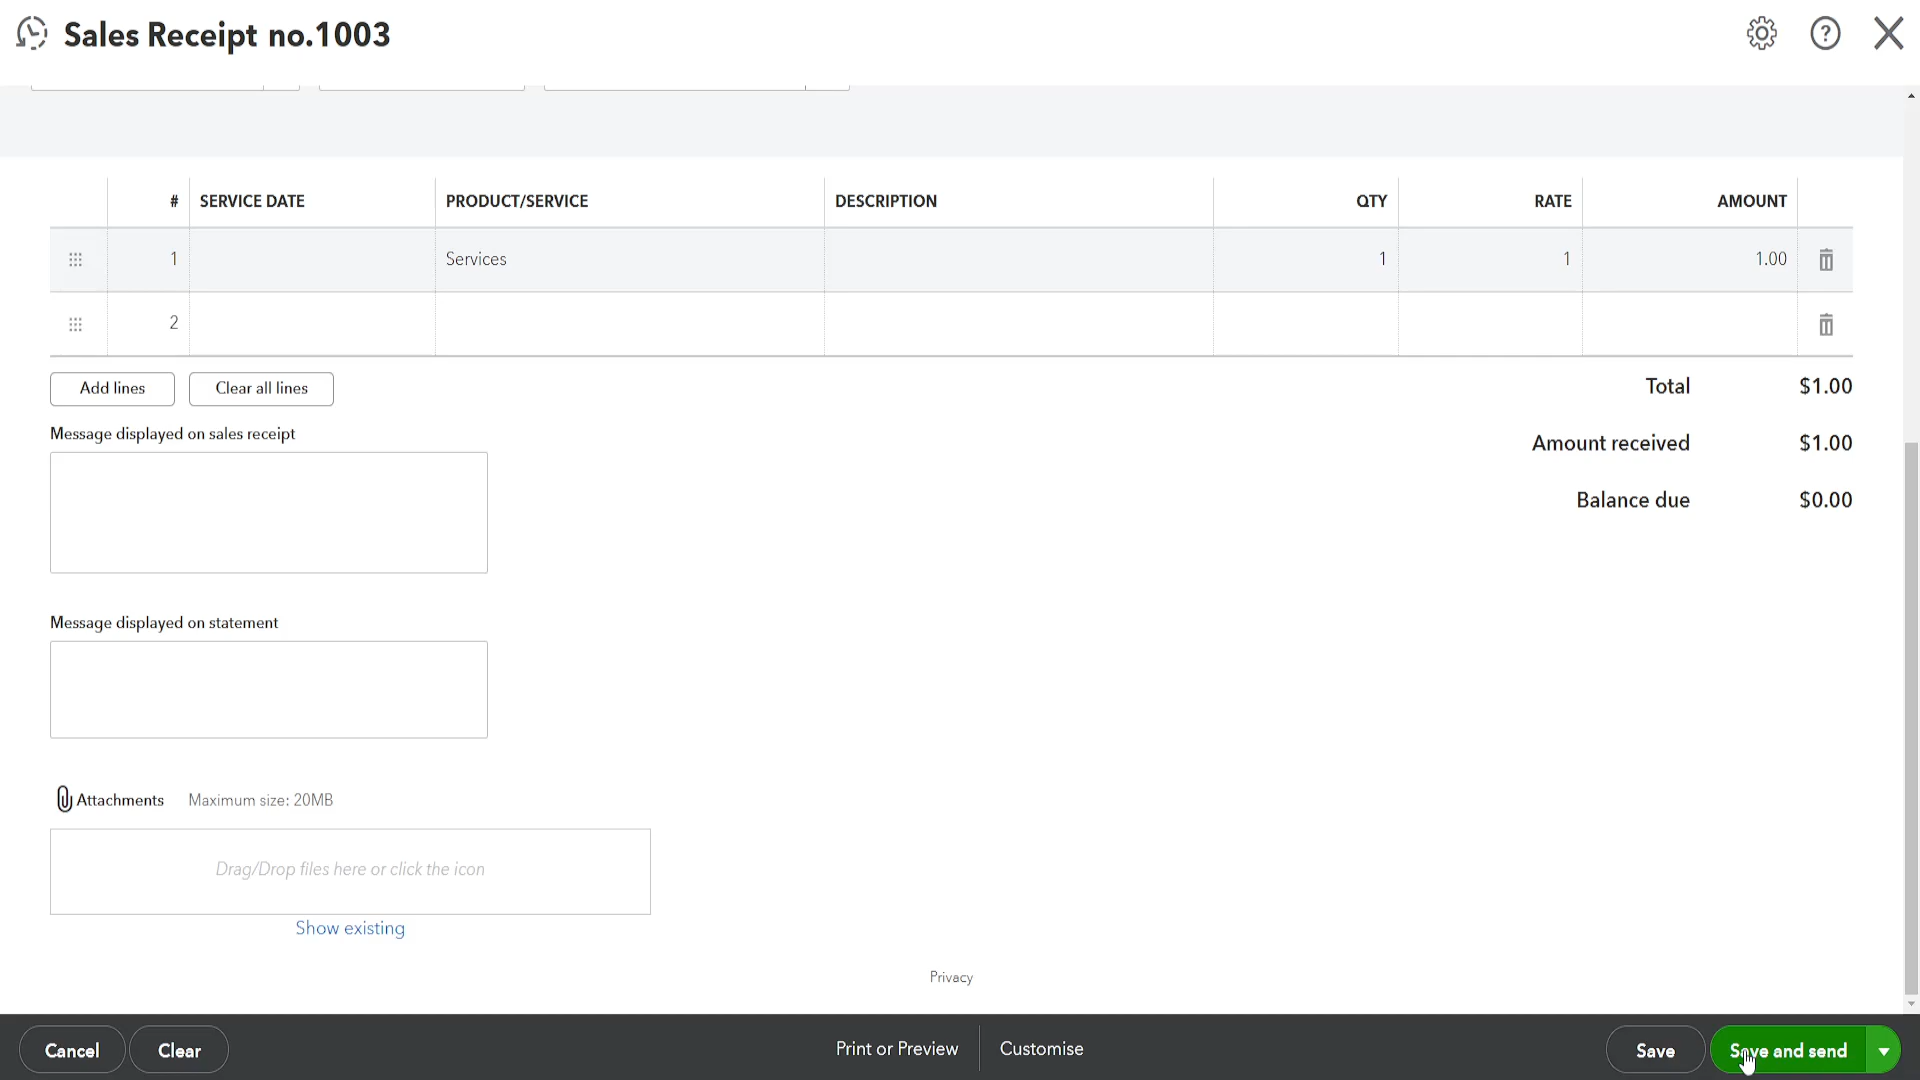 Sales Receipt no.1003
# SERVICE DATE PRODUCT/SERVICE DESCRIPTION QTY RATE AMOUNT
1 Services 1 1 1.00
2
Add lines Clear all lines Total $1.00
Message displayed on sales receipt
Amount received $1.00
Balance due $0.00
Message displayed on statement
Attachments Maximum size: 20MB
Drag/Drop files here or click the icon
Show existing
Privacy
Cancel Clear Print or Preview Customise Save Save and send